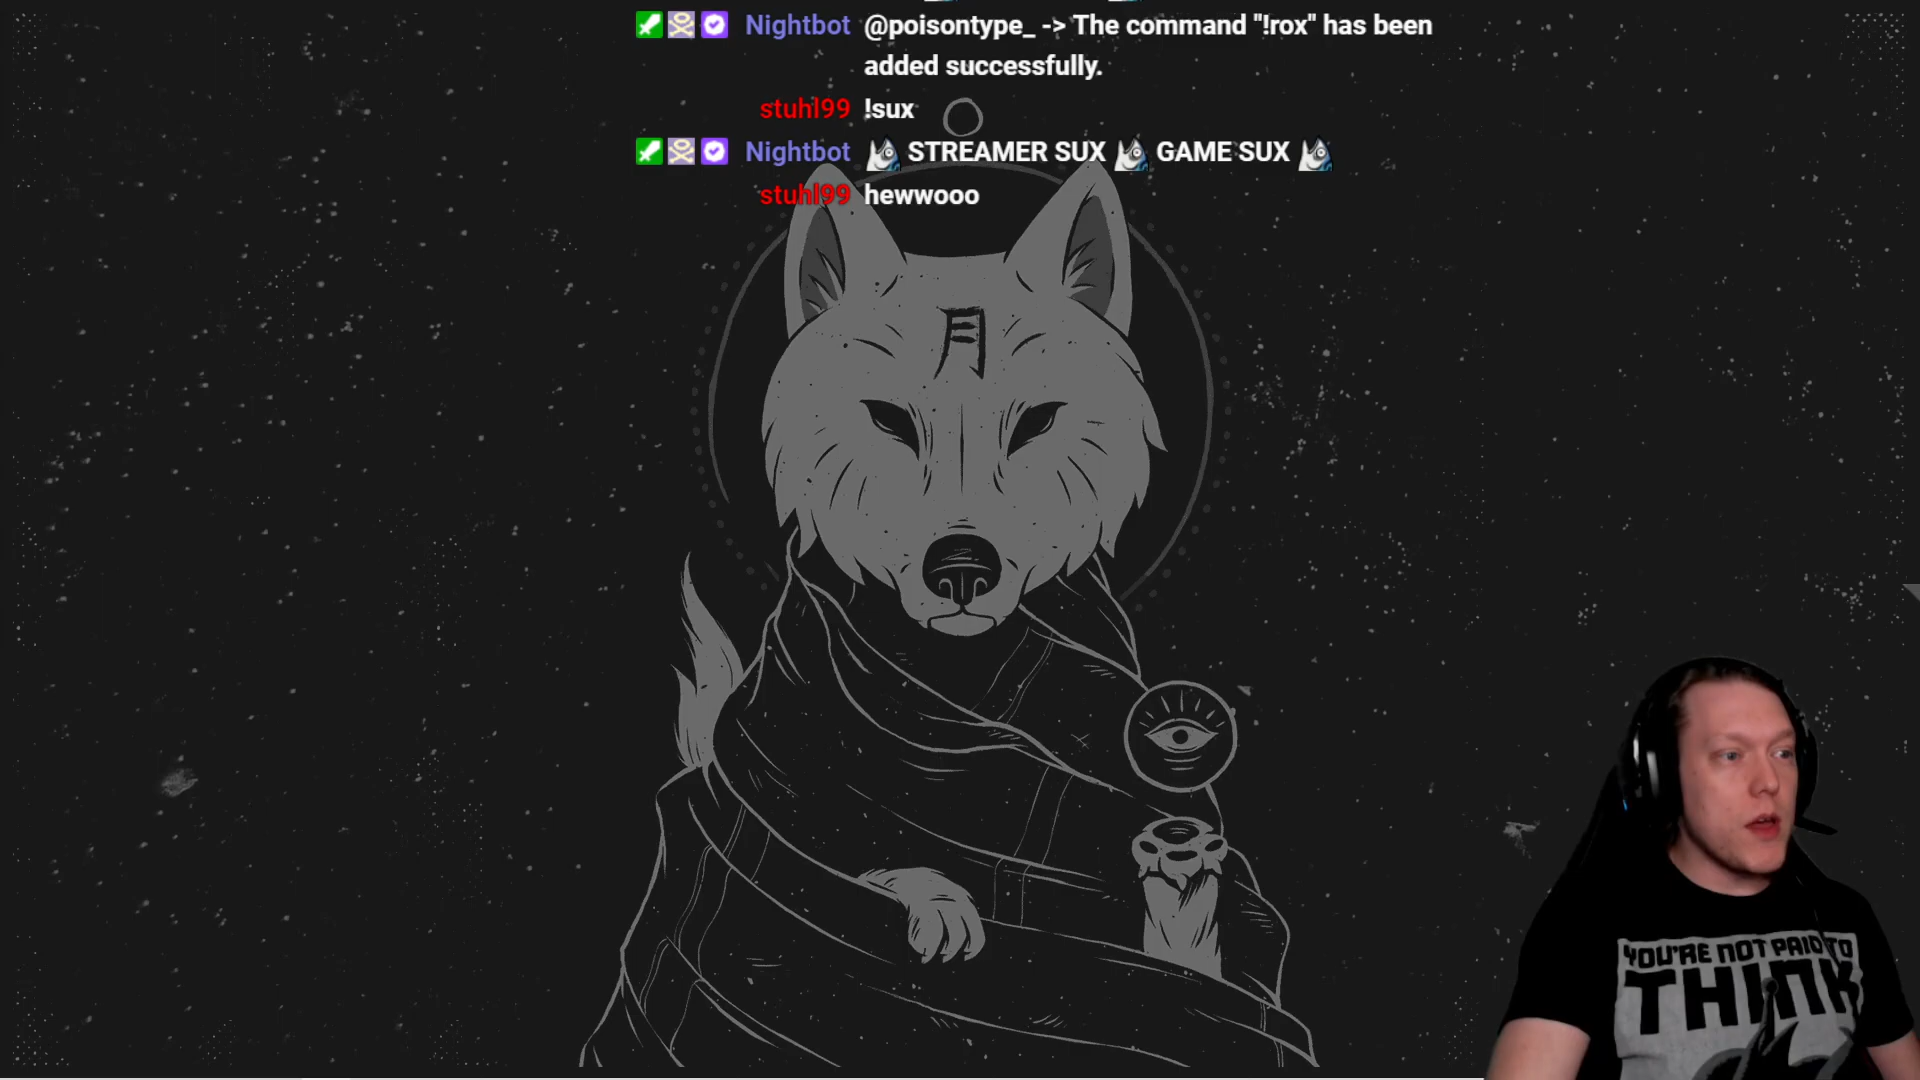 Nightbot @poisontype_ -> The command "!rox" has been
added successfully.
stuhl99 !sux
Nightbot STREAMER SUX GAME SUX
stuhl99 hewwooo
月
YOU'RE NOT PAID TO
THINK